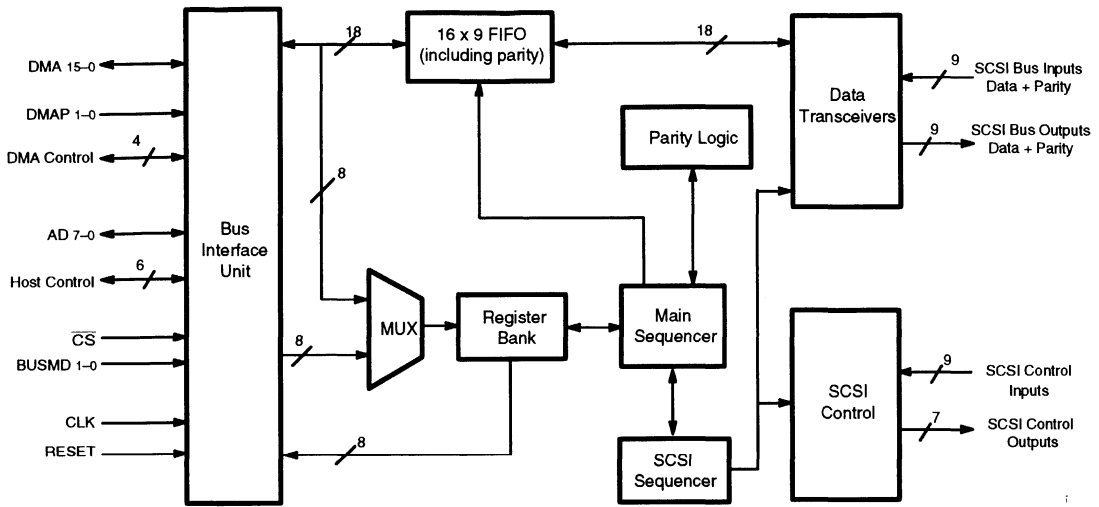 DMA 15–0
DMAP 1–0
4
DMA Control
AD 7–0
6
Host Control
C̅S̅
BUSMD 1–0
CLK
RESET
Bus
Interface
Unit
18
16 x 9 FIFO
(including parity)
18
8
8
MUX
Register
Bank
8
Parity Logic
Main
Sequencer
SCSI
Sequencer
Data
Transceivers
9
SCSI Bus Inputs
Data + Parity
9
SCSI Bus Outputs
Data + Parity
SCSI
Control
9
SCSI Control
Inputs
7
SCSI Control
Outputs